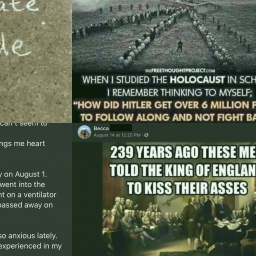 ate
de
THEFREETHOUGHTPROJECT.COM
WHEN I STUDIED THE HOLOCAUST IN SCH
I REMEMBER THINKING TO MYSELF;
"HOW DID HITLER GET OVER 6 MILLION P
TO FOLLOW ALONG AND NOT FIGHT BA
can't seem to
ngs me heart
y on August 1.
went into the
nt on a ventilator
passed away on
so anxious lately.
experienced in my
Becca
August 14 at 12:25 PM
239 YEARS AGO THESE ME
TOLD THE KING OF ENGLAN
TO KISS THEIR ASSES